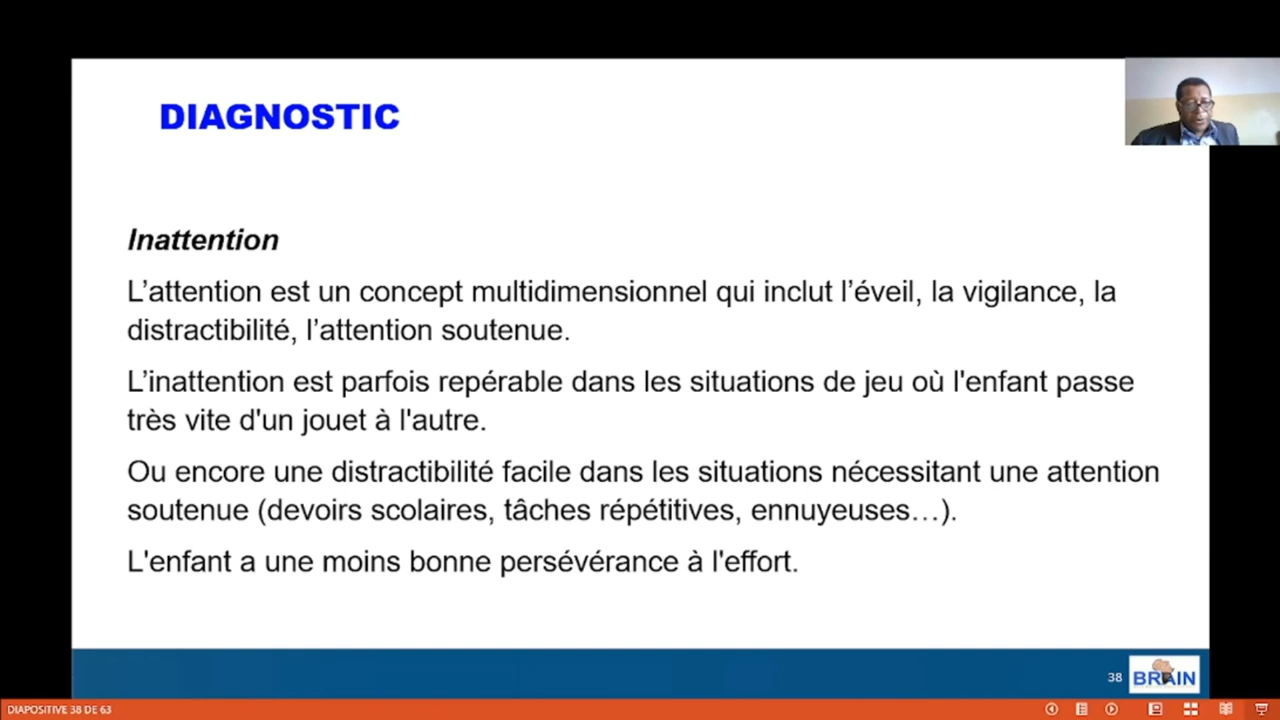 DIAGNOSTIC
Inattention
L’attention est un concept multidimensionnel qui inclut l’éveil, la vigilance, la
distractibilité, l’attention soutenue.
L’inattention est parfois repérable dans les situations de jeu où l'enfant passe
très vite d'un jouet à l'autre.
Ou encore une distractibilité facile dans les situations nécessitant une attention
soutenue (devoirs scolaires, tâches répétitives, ennuyeuses…).
L'enfant a une moins bonne persévérance à l'effort.
38
BRAIN
DIAPOSITIVE 38 DE 63